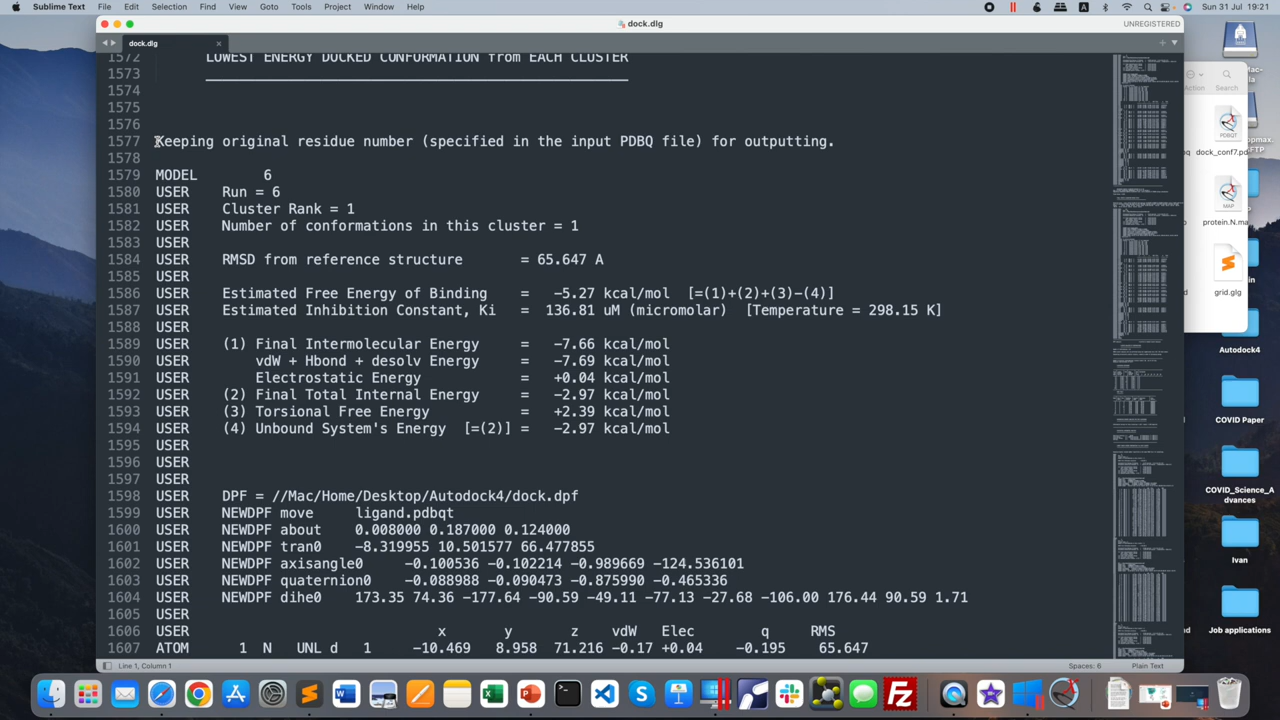 Sublime Text File Edit Selection Find View Goto Tools Project Window Help Sun 31 Jul 19:21
dock.dlg UNREGISTERED
dock.dlg
1572 LOWEST ENERGY DOCKED CONFORMATION from EACH CLUSTER
1573
1574
1575
1576
1577 Keeping original residue number (specified in the input PDBQ file) for outputting.
1578
1579 MODEL 6
1580 USER Run = 6
1581 USER Cluster Rank = 1
1582 USER Number of conformations in this cluster = 1
1583 USER
1584 USER RMSD from reference structure = 65.647 A
1585 USER
1586 USER Estimated Free Energy of Binding = -5.27 kcal/mol [=(1)+(2)+(3)-(4)]
1587 USER Estimated Inhibition Constant, Ki = 136.81 uM (micromolar) [Temperature = 298.15 K]
1588 USER
1589 USER (1) Final Intermolecular Energy = -7.66 kcal/mol
1590 USER vdW + Hbond + desolv Energy = -7.69 kcal/mol
1591 USER Electrostatic Energy = +0.04 kcal/mol
1592 USER (2) Final Total Internal Energy = -2.97 kcal/mol
1593 USER (3) Torsional Free Energy = +2.39 kcal/mol
1594 USER (4) Unbound System's Energy [=(2)] = -2.97 kcal/mol
1595 USER
1596 USER
1597 USER
1598 USER DPF = //Mac/Home/Desktop/Autodock4/dock.dpf
1599 USER NEWDPF move ligand.pdbqt
1600 USER NEWDPF about 0.008000 0.187000 0.124000
1601 USER NEWDPF tran0 -8.319955 10.501577 66.477855
1602 USER NEWDPF axisangle0 -0.102214 -0.989669 -124.536101
1603 USER NEWDPF quaternion0 -0.090473 -0.875990 -0.465336
1604 USER NEWDPF dihe0 173.35 74.36 -177.64 -90.59 -49.11 -77.13 -27.68 -106.00 176.44 90.59 1.71
1605 USER
1606 USER x y z vdW Elec q RMS
1607 ATOM 1 N UNL d 1 8.958 71.216 -0.17 +0.04 -0.195 65.647
Line 1, Column 1 Spaces: 6 Plain Text
Action Search
dock_conf7.pd
protein.N.ma
grid.glg
Autodock4
COVID Paper
COVID_Science_A
dvances
Ivan
Job applications